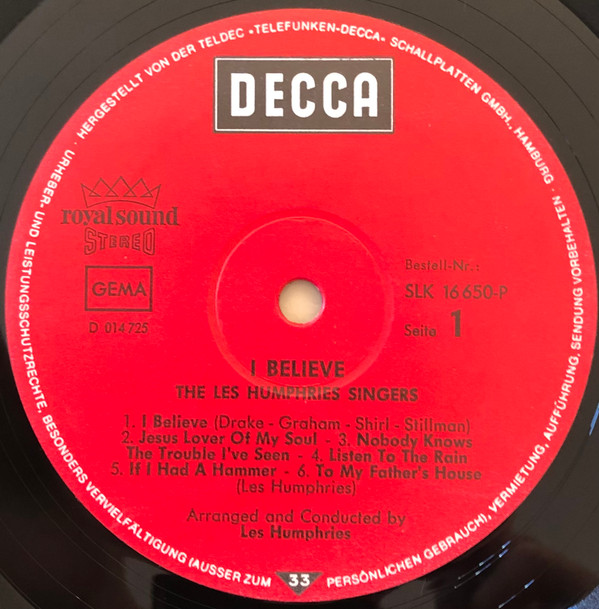 HERGESTELLT VON DER TELDEC »TELEFUNKEN-DECCA« SCHALLPLATTEN GMBH., HAMBURG · URHEBER- UND LEISTUNGSSCHUTZRECHTE, BESONDERS VERVIELFÄLTIGUNG (AUSSER ZUM PERSÖNLICHEN GEBRAUCH), VERMIETUNG, AUFFÜHRUNG, SENDUNG VORBEHALTEN ·
DECCA
royal sound
STEREO
GEMA
D 014725
Bestell-Nr.:
SLK 16 650-P
Seite 1
I BELIEVE
THE LES HUMPHRIES SINGERS
1. I Believe (Drake - Graham - Shirl - Stillman)
2. Jesus Lover Of My Soul - 3. Nobody Knows
The Trouble I've Seen - 4. Listen To The Rain
5. If I Had A Hammer - 6. To My Father's House
(Les Humphries)
Arranged and Conducted by
Les Humphries
33